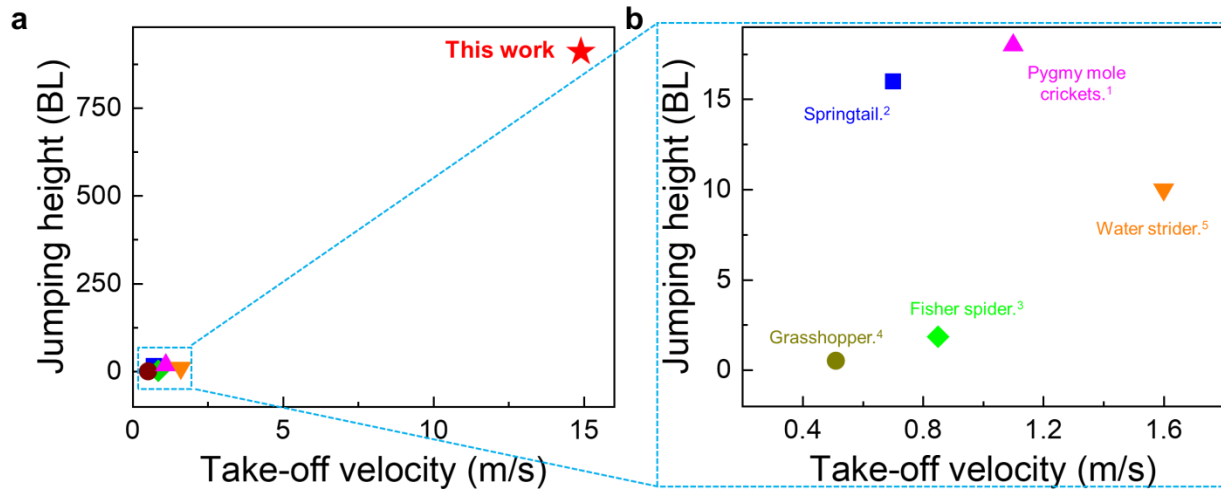 a
Jumping height (BL)
750
500
250
0
0
5
10
15
Take-off velocity (m/s)
This work
b
Jumping height (BL)
15
10
5
0
0.4
0.8
1.2
1.6
Take-off velocity (m/s)
Pygmy mole
crickets.¹
Springtail.²
Water strider.⁵
Fisher spider.³
Grasshopper.⁴